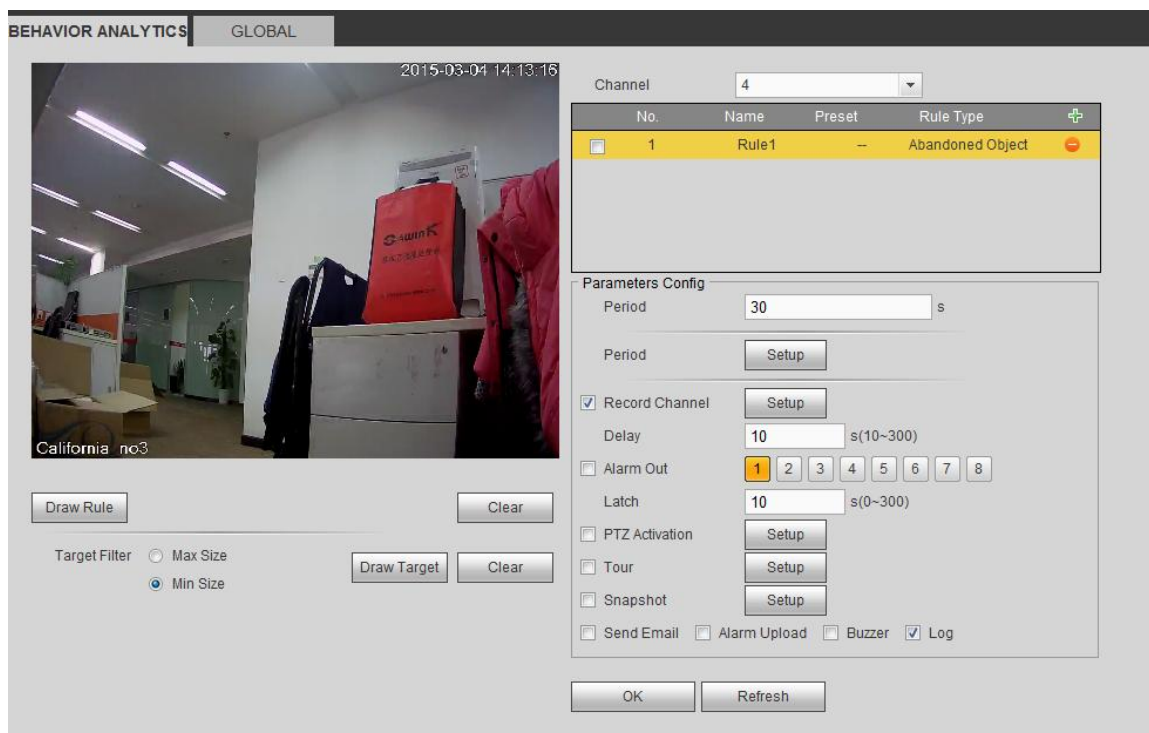 BEHAVIOR ANALYTICS
GLOBAL
2015-03-04 14:13:16
California no3
Draw Rule
Clear
Target Filter
Max Size
Min Size
Draw Target
Clear
Channel
4
No. Name Preset Rule Type
1 Rule1 -- Abandoned Object
Parameters Config
Period 30 s
Period Setup
Record Channel Setup
Delay 10 s(10~300)
Alarm Out 1 2 3 4 5 6 7 8
Latch 10 s(0~300)
PTZ Activation Setup
Tour Setup
Snapshot Setup
Send Email Alarm Upload Buzzer Log
OK Refresh